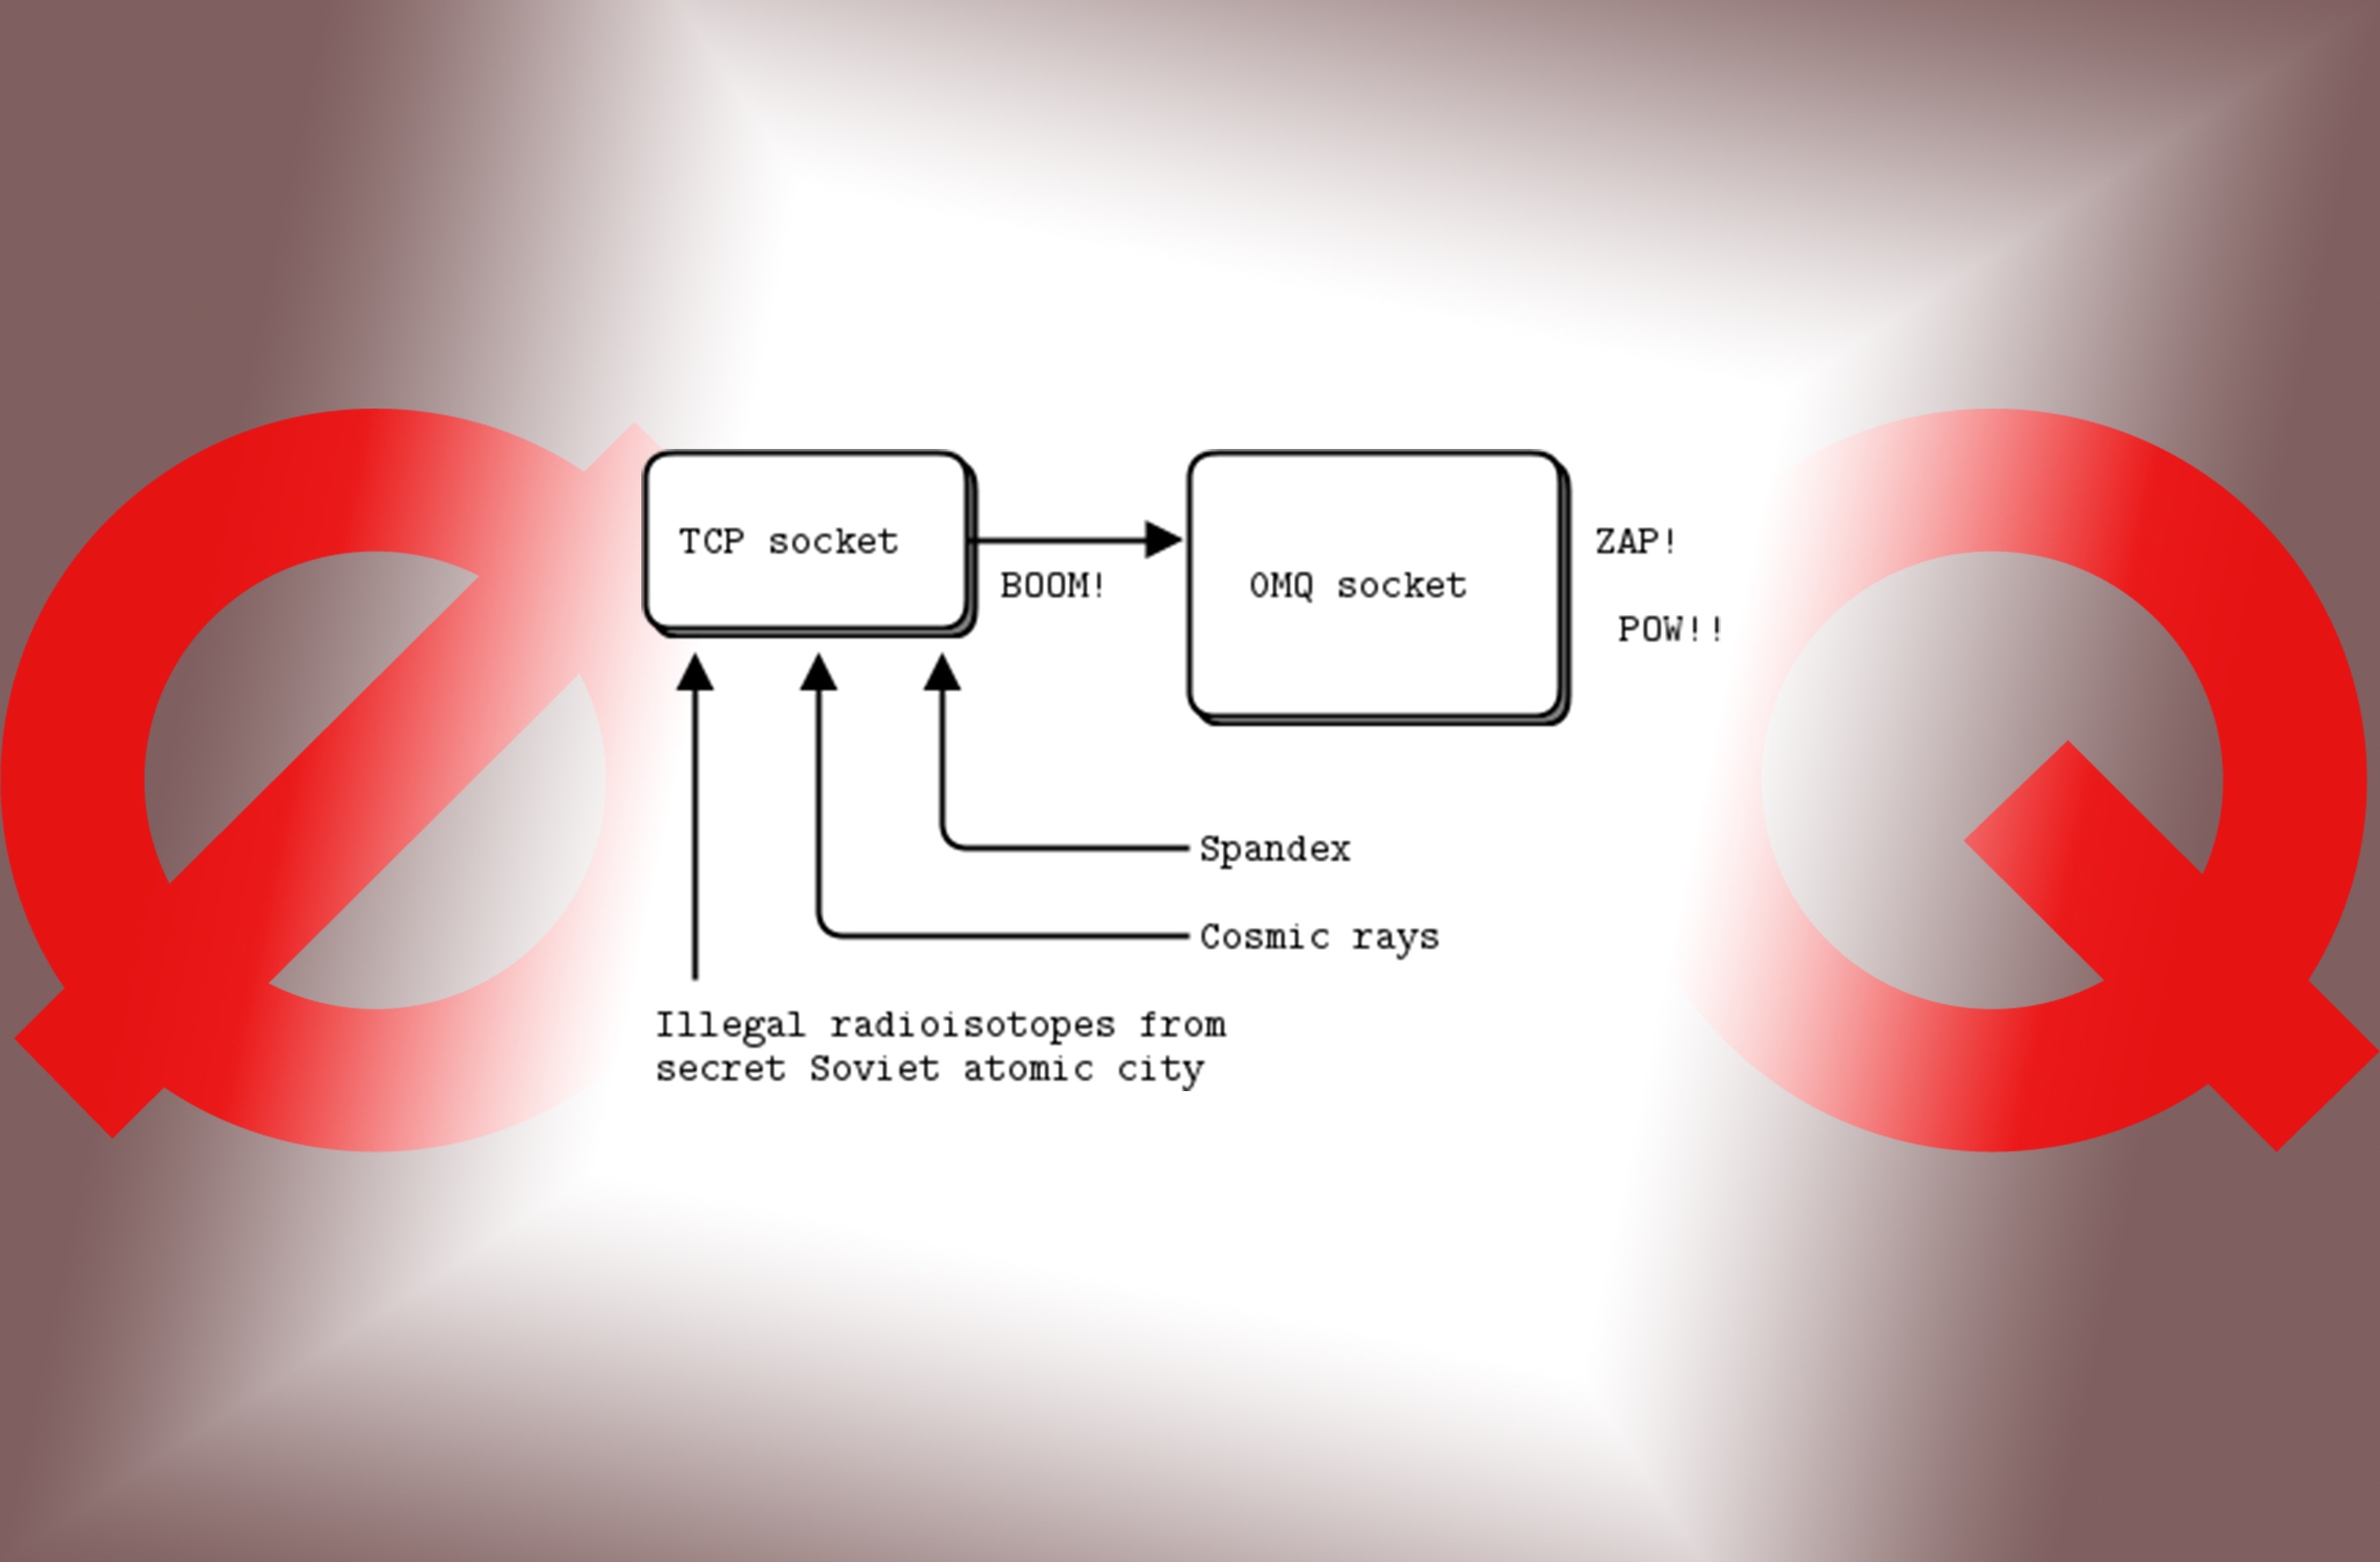 Ø
Q
TCP socket
BOOM!
0MQ socket
ZAP!
POW!!
Spandex
Cosmic rays
Illegal radioisotopes from
secret Soviet atomic city